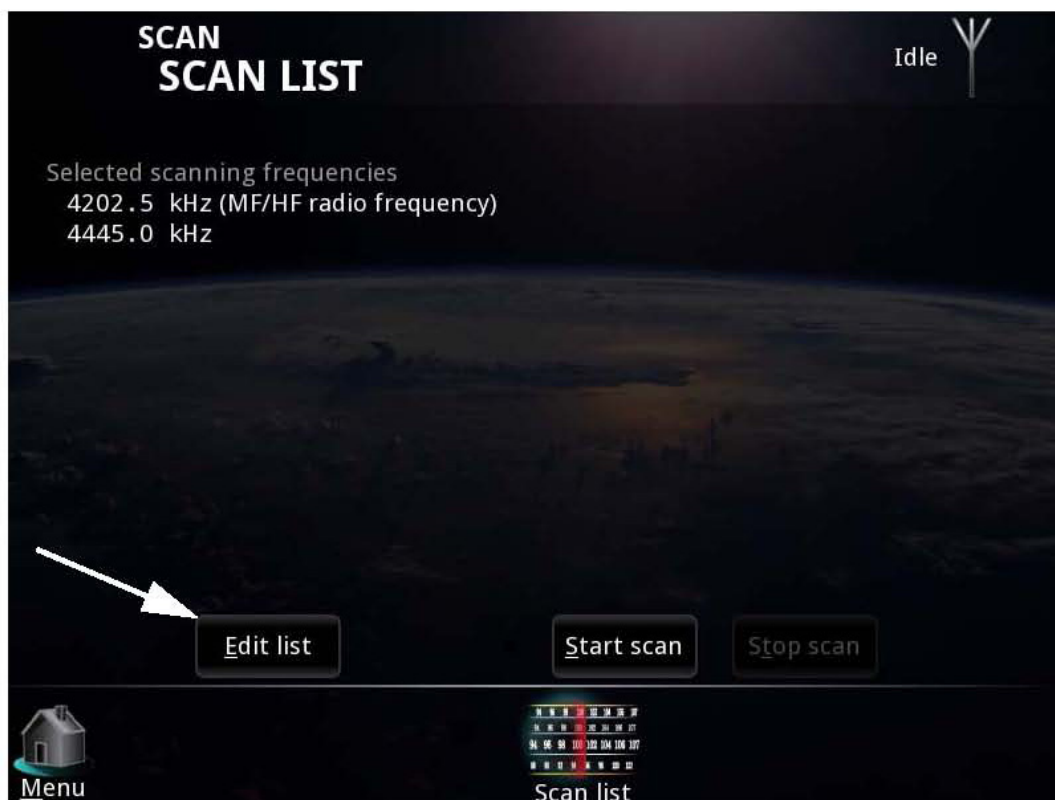 SCAN
SCAN LIST
Idle
Selected scanning frequencies
4202.5 kHz (MF/HF radio frequency)
4445.0 kHz
Edit list
Start scan
Stop scan
Menu
Scan list